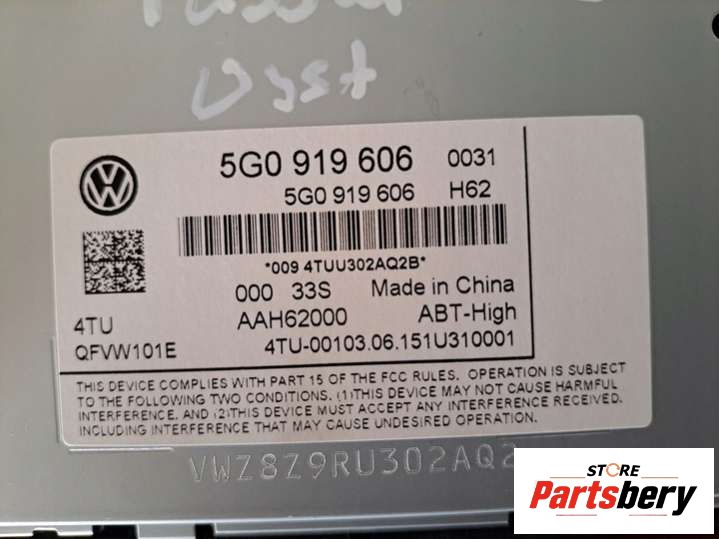 Dyst
5G0 919 606 0031
5G0 919 606 H62
*009 4TUU302AQ2B*
000 33S Made in China
4TU AAH62000 ABT-High
QFVW101E 4TU-00103.06.151U310001
THIS DEVICE COMPLIES WITH PART 15 OF THE FCC RULES. OPERATION IS SUBJECT
TO THE FOLLOWING TWO CONDITIONS. (1)THIS DEVICE MAY NOT CAUSE HARMFUL
INTERFERENCE. AND (2)THIS DEVICE MUST ACCEPT ANY INTERFERENCE RECEIVED.
INCLUDING INTERFERENCE THAT MAY CAUSE UNDESIRED OPERATION.
VWZ8Z9RU302AQ2
STORE
Partsbery